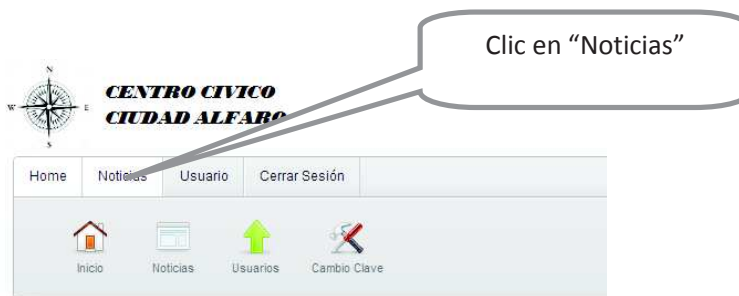 Clic en “Noticias”
N
W
E
S
CENTRO CIVICO
CIUDAD ALFARO
Home Noticias Usuario Cerrar Sesión
Inicio Noticias Usuarios Cambio Clave